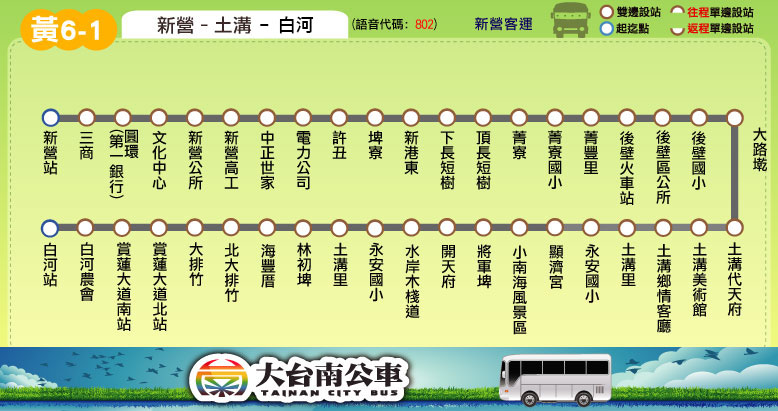 黃6-1
新營 - 土溝 - 白河
(語音代碼: 802)
新營客運
雙邊設站
起迄點
往程單邊設站
返程單邊設站
新營站
三商
圓環(第一銀行)
文化中心
新營公所
新營高工
中正世家
電力公司
許丑
埤寮
新港東
下長短樹
頂長短樹
菁寮
菁寮國小
菁豐里
後壁火車站
後壁區公所
後壁國小
大路墘
白河站
白河農會
賞蓮大道南站
賞蓮大道北站
大排竹
北大排竹
海豐厝
林初埤
土溝里
永安國小
水岸木棧道
開天府
將軍埤
小南海風景區
顯濟宮
永安國小
土溝里
土溝鄉情客廳
土溝美術館
土溝代天府
大台南公車
TAINAN CITY BUS